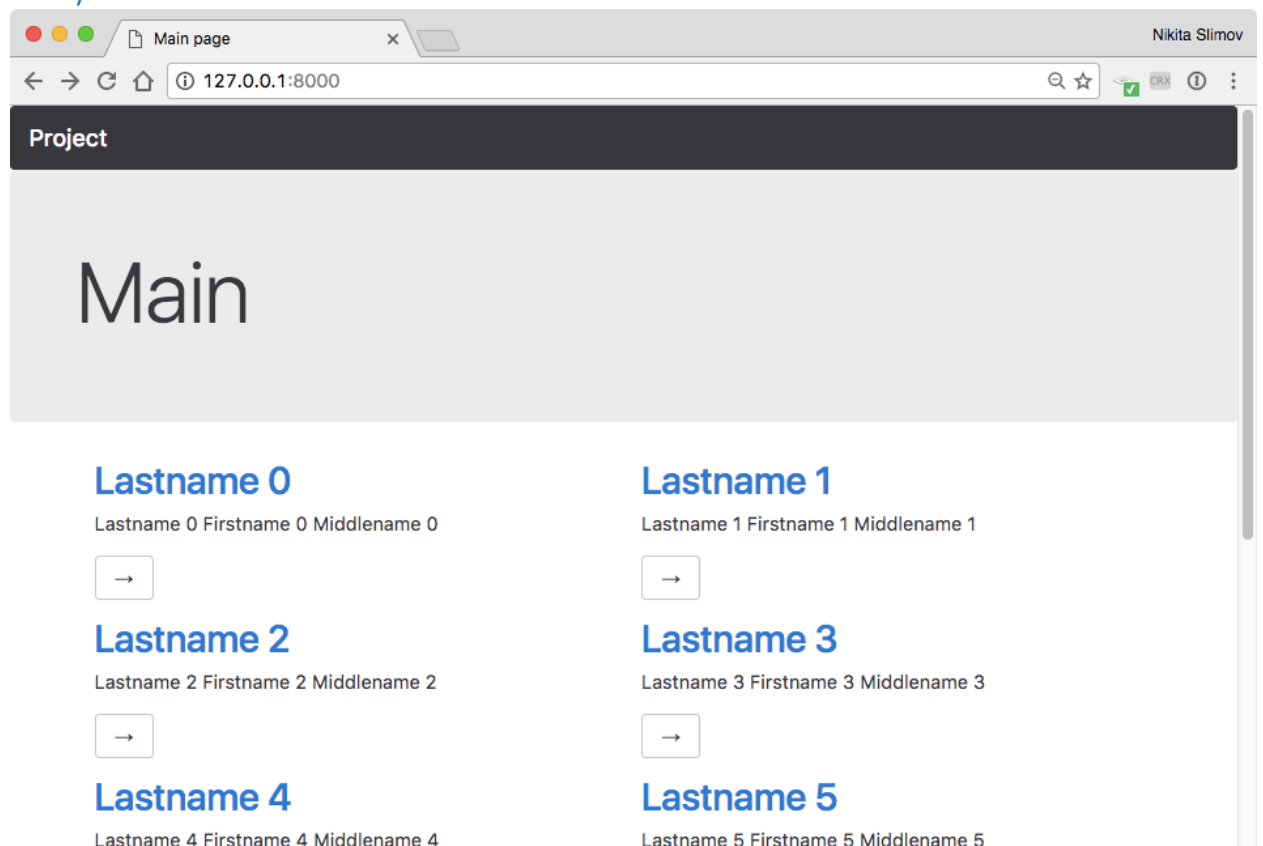 Main page
Nikita Slimov
127.0.0.1:8000
CRX
Project
Main
Lastname 0
Lastname 0 Firstname 0 Middlename 0
→
Lastname 1
Lastname 1 Firstname 1 Middlename 1
→
Lastname 2
Lastname 2 Firstname 2 Middlename 2
→
Lastname 3
Lastname 3 Firstname 3 Middlename 3
→
Lastname 4
Lastname 4 Firstname 4 Middlename 4
Lastname 5
Lastname 5 Firstname 5 Middlename 5